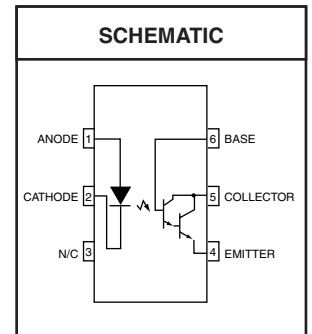 SCHEMATIC
ANODE 1
6 BASE
CATHODE 2
5 COLLECTOR
N/C 3
4 EMITTER